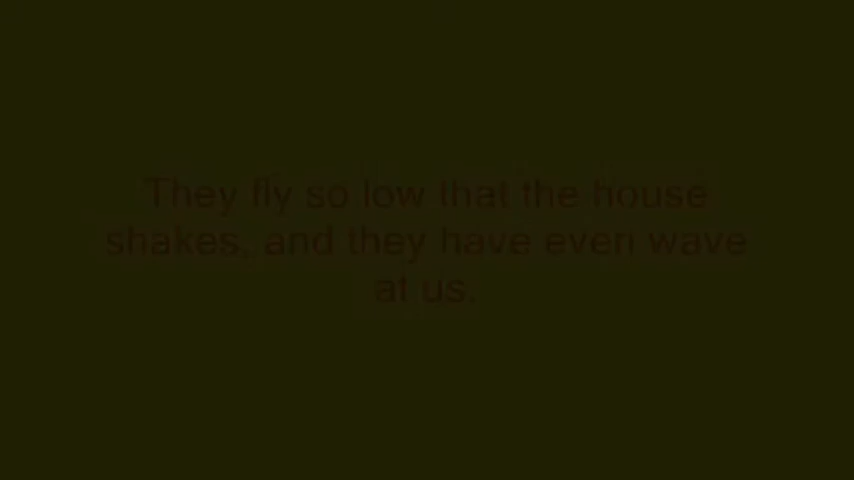 They fly so low that the house
shakes, and they have even wave
at us.